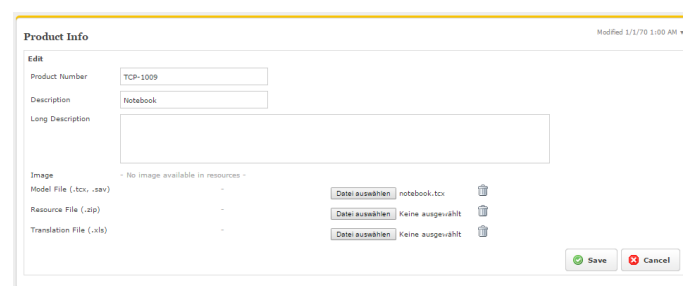 Product Info
Modified 1/1/70 1:00 AM
Edit
Product Number TCP-1009
Description Notebook
Long Description
Image - No image available in resources -
Model File (.tcx, .sav) - Datei auswählen notebook.tcx
Resource File (.zip) - Datei auswählen Keine ausgewählt
Translation File (.xls) - Datei auswählen Keine ausgewählt
Save Cancel